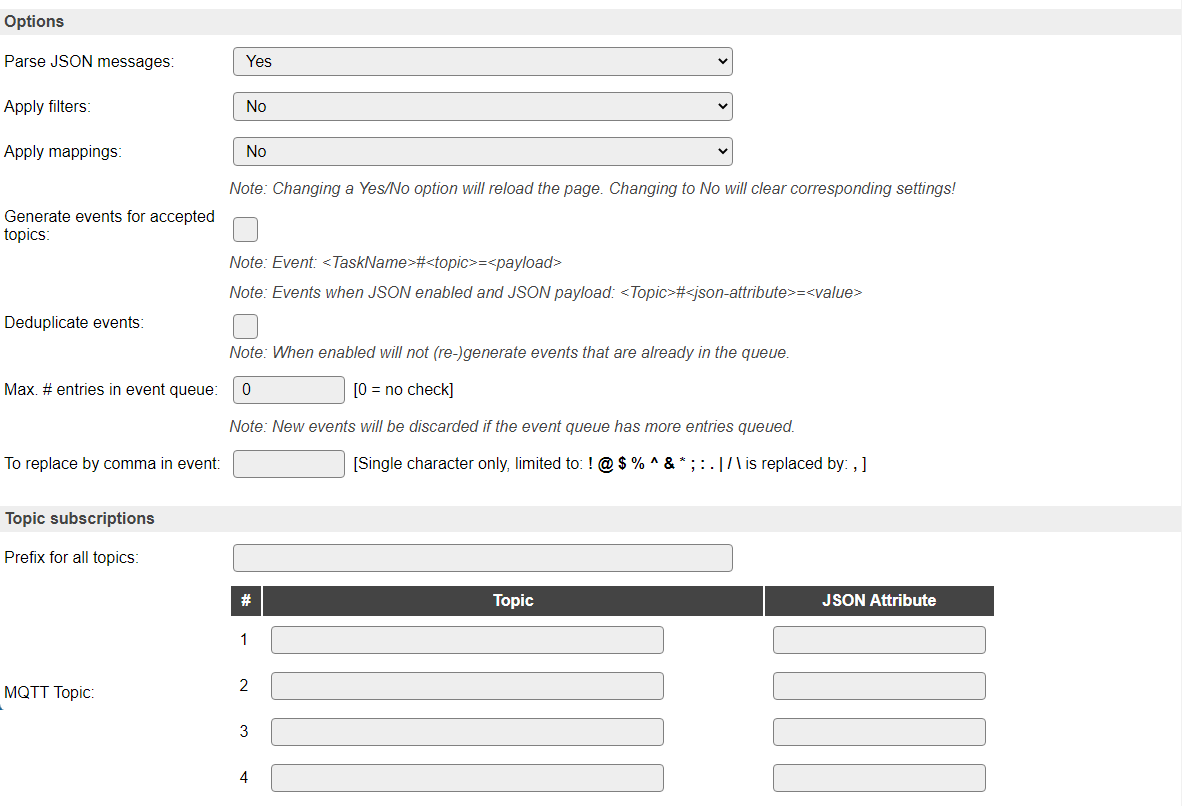 Options
Parse JSON messages: Yes
Apply filters: No
Apply mappings: No
Note: Changing a Yes/No option will reload the page. Changing to No will clear corresponding settings!
Generate events for accepted
topics:
Note: Event: <TaskName>#<topic>=<payload>
Note: Events when JSON enabled and JSON payload: <Topic>#<json-attribute>=<value>
Deduplicate events:
Note: When enabled will not (re-)generate events that are already in the queue.
Max. # entries in event queue: 0 [0 = no check]
Note: New events will be discarded if the event queue has more entries queued.
To replace by comma in event: [Single character only, limited to: ! @ $ % ^ & * ; : . | / \ is replaced by: , ]
Topic subscriptions
Prefix for all topics:
# Topic JSON Attribute
1
2
MQTT Topic:
3
4